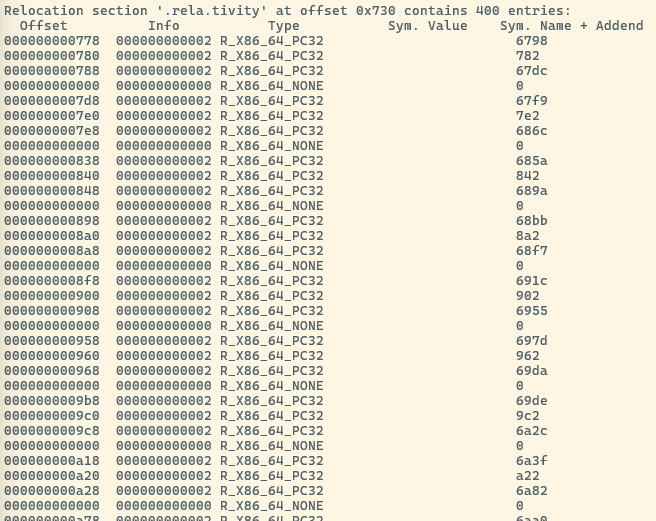 Relocation section '.rela.tivity' at offset 0x730 contains 400 entries:
  Offset          Info           Type           Sym. Value    Sym. Name + Addend
000000000778  000000000002 R_X86_64_PC32                        6798
000000000780  000000000002 R_X86_64_PC32                        782
000000000788  000000000002 R_X86_64_PC32                        67dc
000000000000  000000000000 R_X86_64_NONE                        0
0000000007d8  000000000002 R_X86_64_PC32                        67f9
0000000007e0  000000000002 R_X86_64_PC32                        7e2
0000000007e8  000000000002 R_X86_64_PC32                        686c
000000000000  000000000000 R_X86_64_NONE                        0
000000000838  000000000002 R_X86_64_PC32                        685a
000000000840  000000000002 R_X86_64_PC32                        842
000000000848  000000000002 R_X86_64_PC32                        689a
000000000000  000000000000 R_X86_64_NONE                        0
000000000898  000000000002 R_X86_64_PC32                        68bb
0000000008a0  000000000002 R_X86_64_PC32                        8a2
0000000008a8  000000000002 R_X86_64_PC32                        68f7
000000000000  000000000000 R_X86_64_NONE                        0
0000000008f8  000000000002 R_X86_64_PC32                        691c
000000000900  000000000002 R_X86_64_PC32                        902
000000000908  000000000002 R_X86_64_PC32                        6955
000000000000  000000000000 R_X86_64_NONE                        0
000000000958  000000000002 R_X86_64_PC32                        697d
000000000960  000000000002 R_X86_64_PC32                        962
000000000968  000000000002 R_X86_64_PC32                        69da
000000000000  000000000000 R_X86_64_NONE                        0
0000000009b8  000000000002 R_X86_64_PC32                        69de
0000000009c0  000000000002 R_X86_64_PC32                        9c2
0000000009c8  000000000002 R_X86_64_PC32                        6a2c
000000000000  000000000000 R_X86_64_NONE                        0
000000000a18  000000000002 R_X86_64_PC32                        6a3f
000000000a20  000000000002 R_X86_64_PC32                        a22
000000000a28  000000000002 R_X86_64_PC32                        6a82
000000000000  000000000000 R_X86_64_NONE                        0
000000000a78  000000000002 R_X86_64_PC32                        6aa0